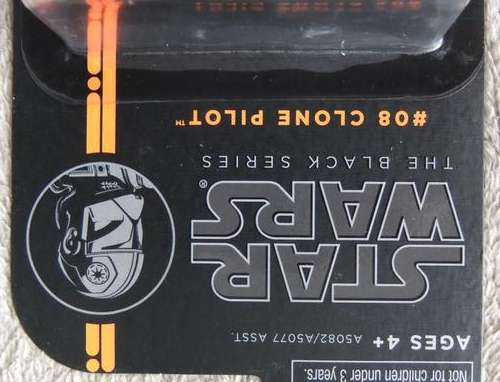 Not for children under 3 years.
AGES 4+ A5082/A5077 ASST.
STAR
WARS®
THE BLACK SERIES
#08 CLONE PILOT™